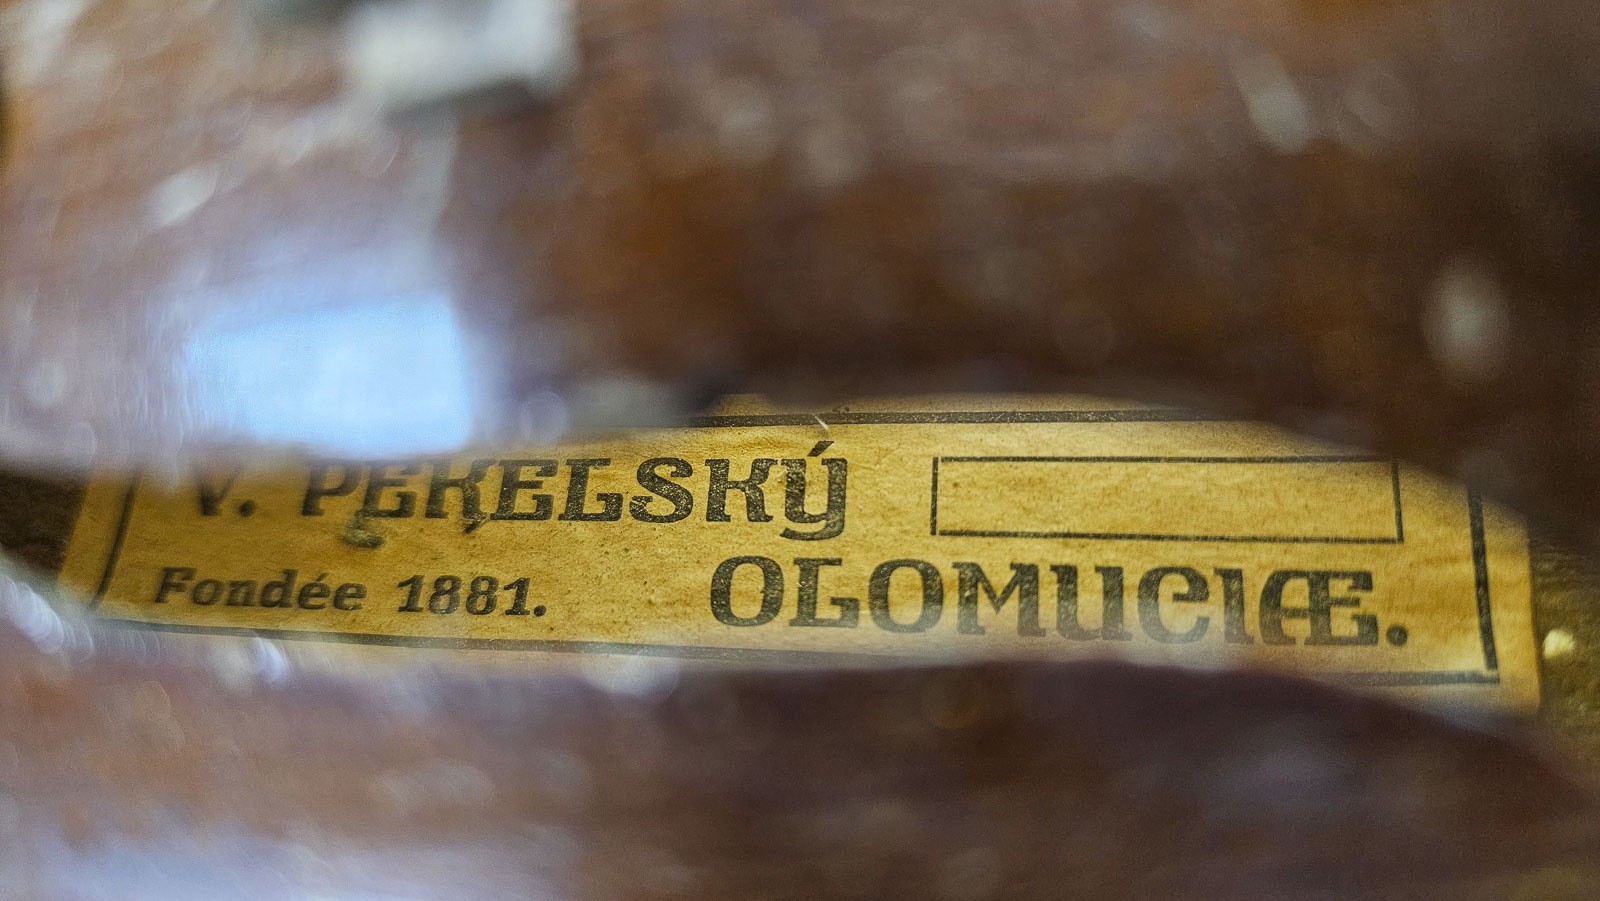 V. PEKELSKÝ
Fondée 1881.
OLOMUCIÆ.